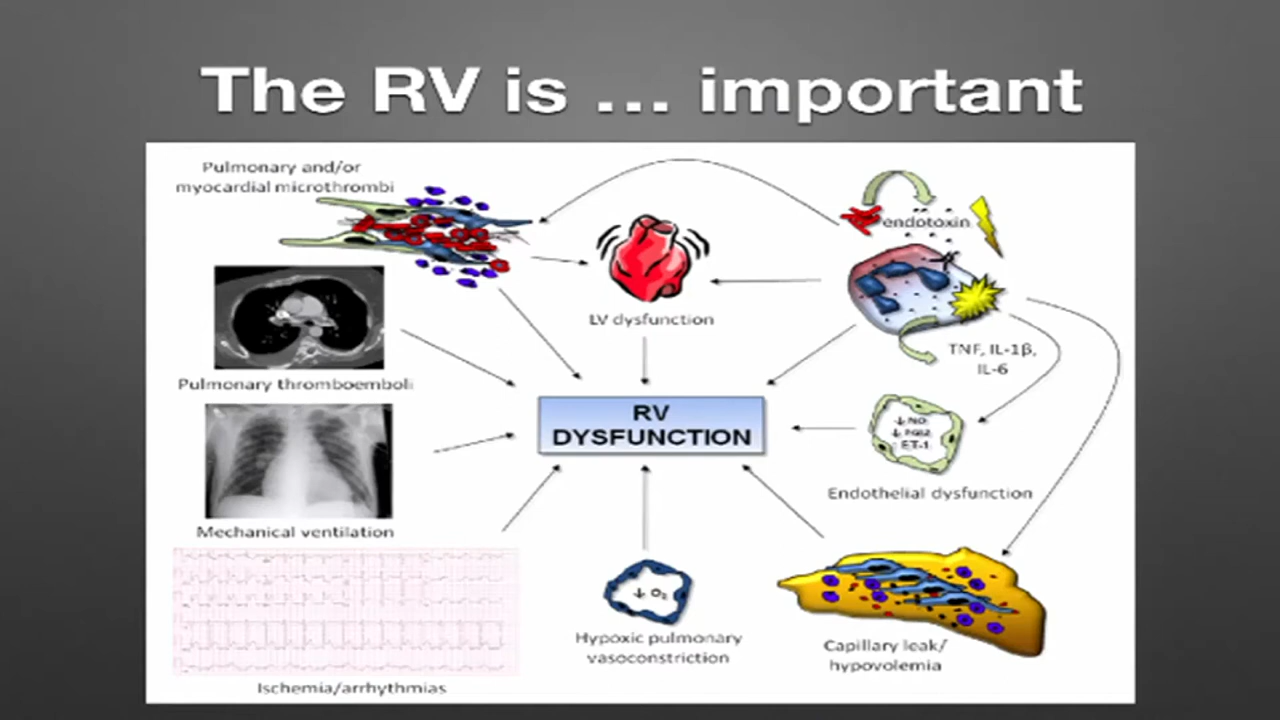 The RV is ... important
Pulmonary and/or
myocardial microthrombi
endotoxin
LV dysfunction
TNF, IL-1β,
IL-6
Pulmonary thromboemboli
RV
DYSFUNCTION
↓ NO
ET-1
Endothelial dysfunction
Mechanical ventilation
↓ O₂
Hypoxic pulmonary
vasoconstriction
Capillary leak/
hypovolemia
Ischemia/arrhythmias